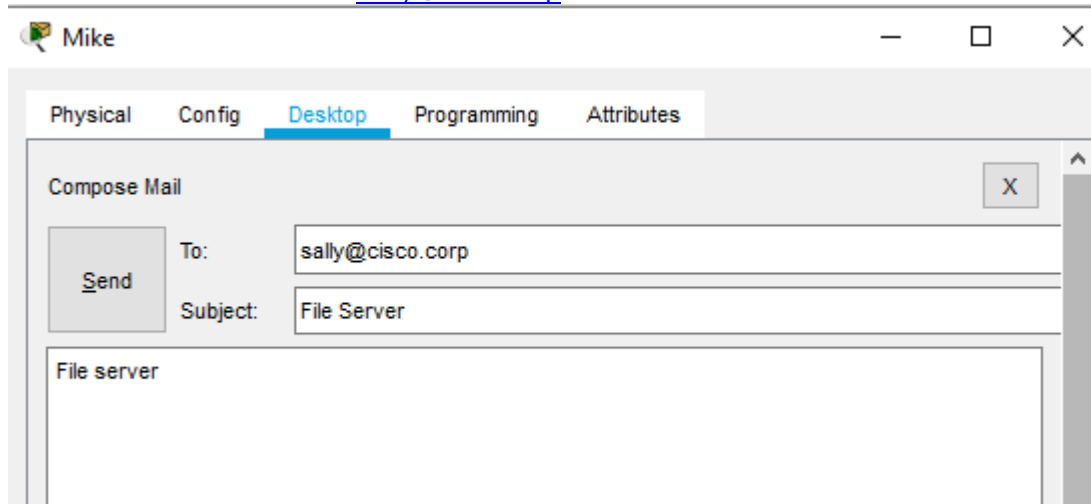 Mike
Physical Config Desktop Programming Attributes
Compose Mail
X
Send
To: sally@cisco.corp
Subject: File Server
File server